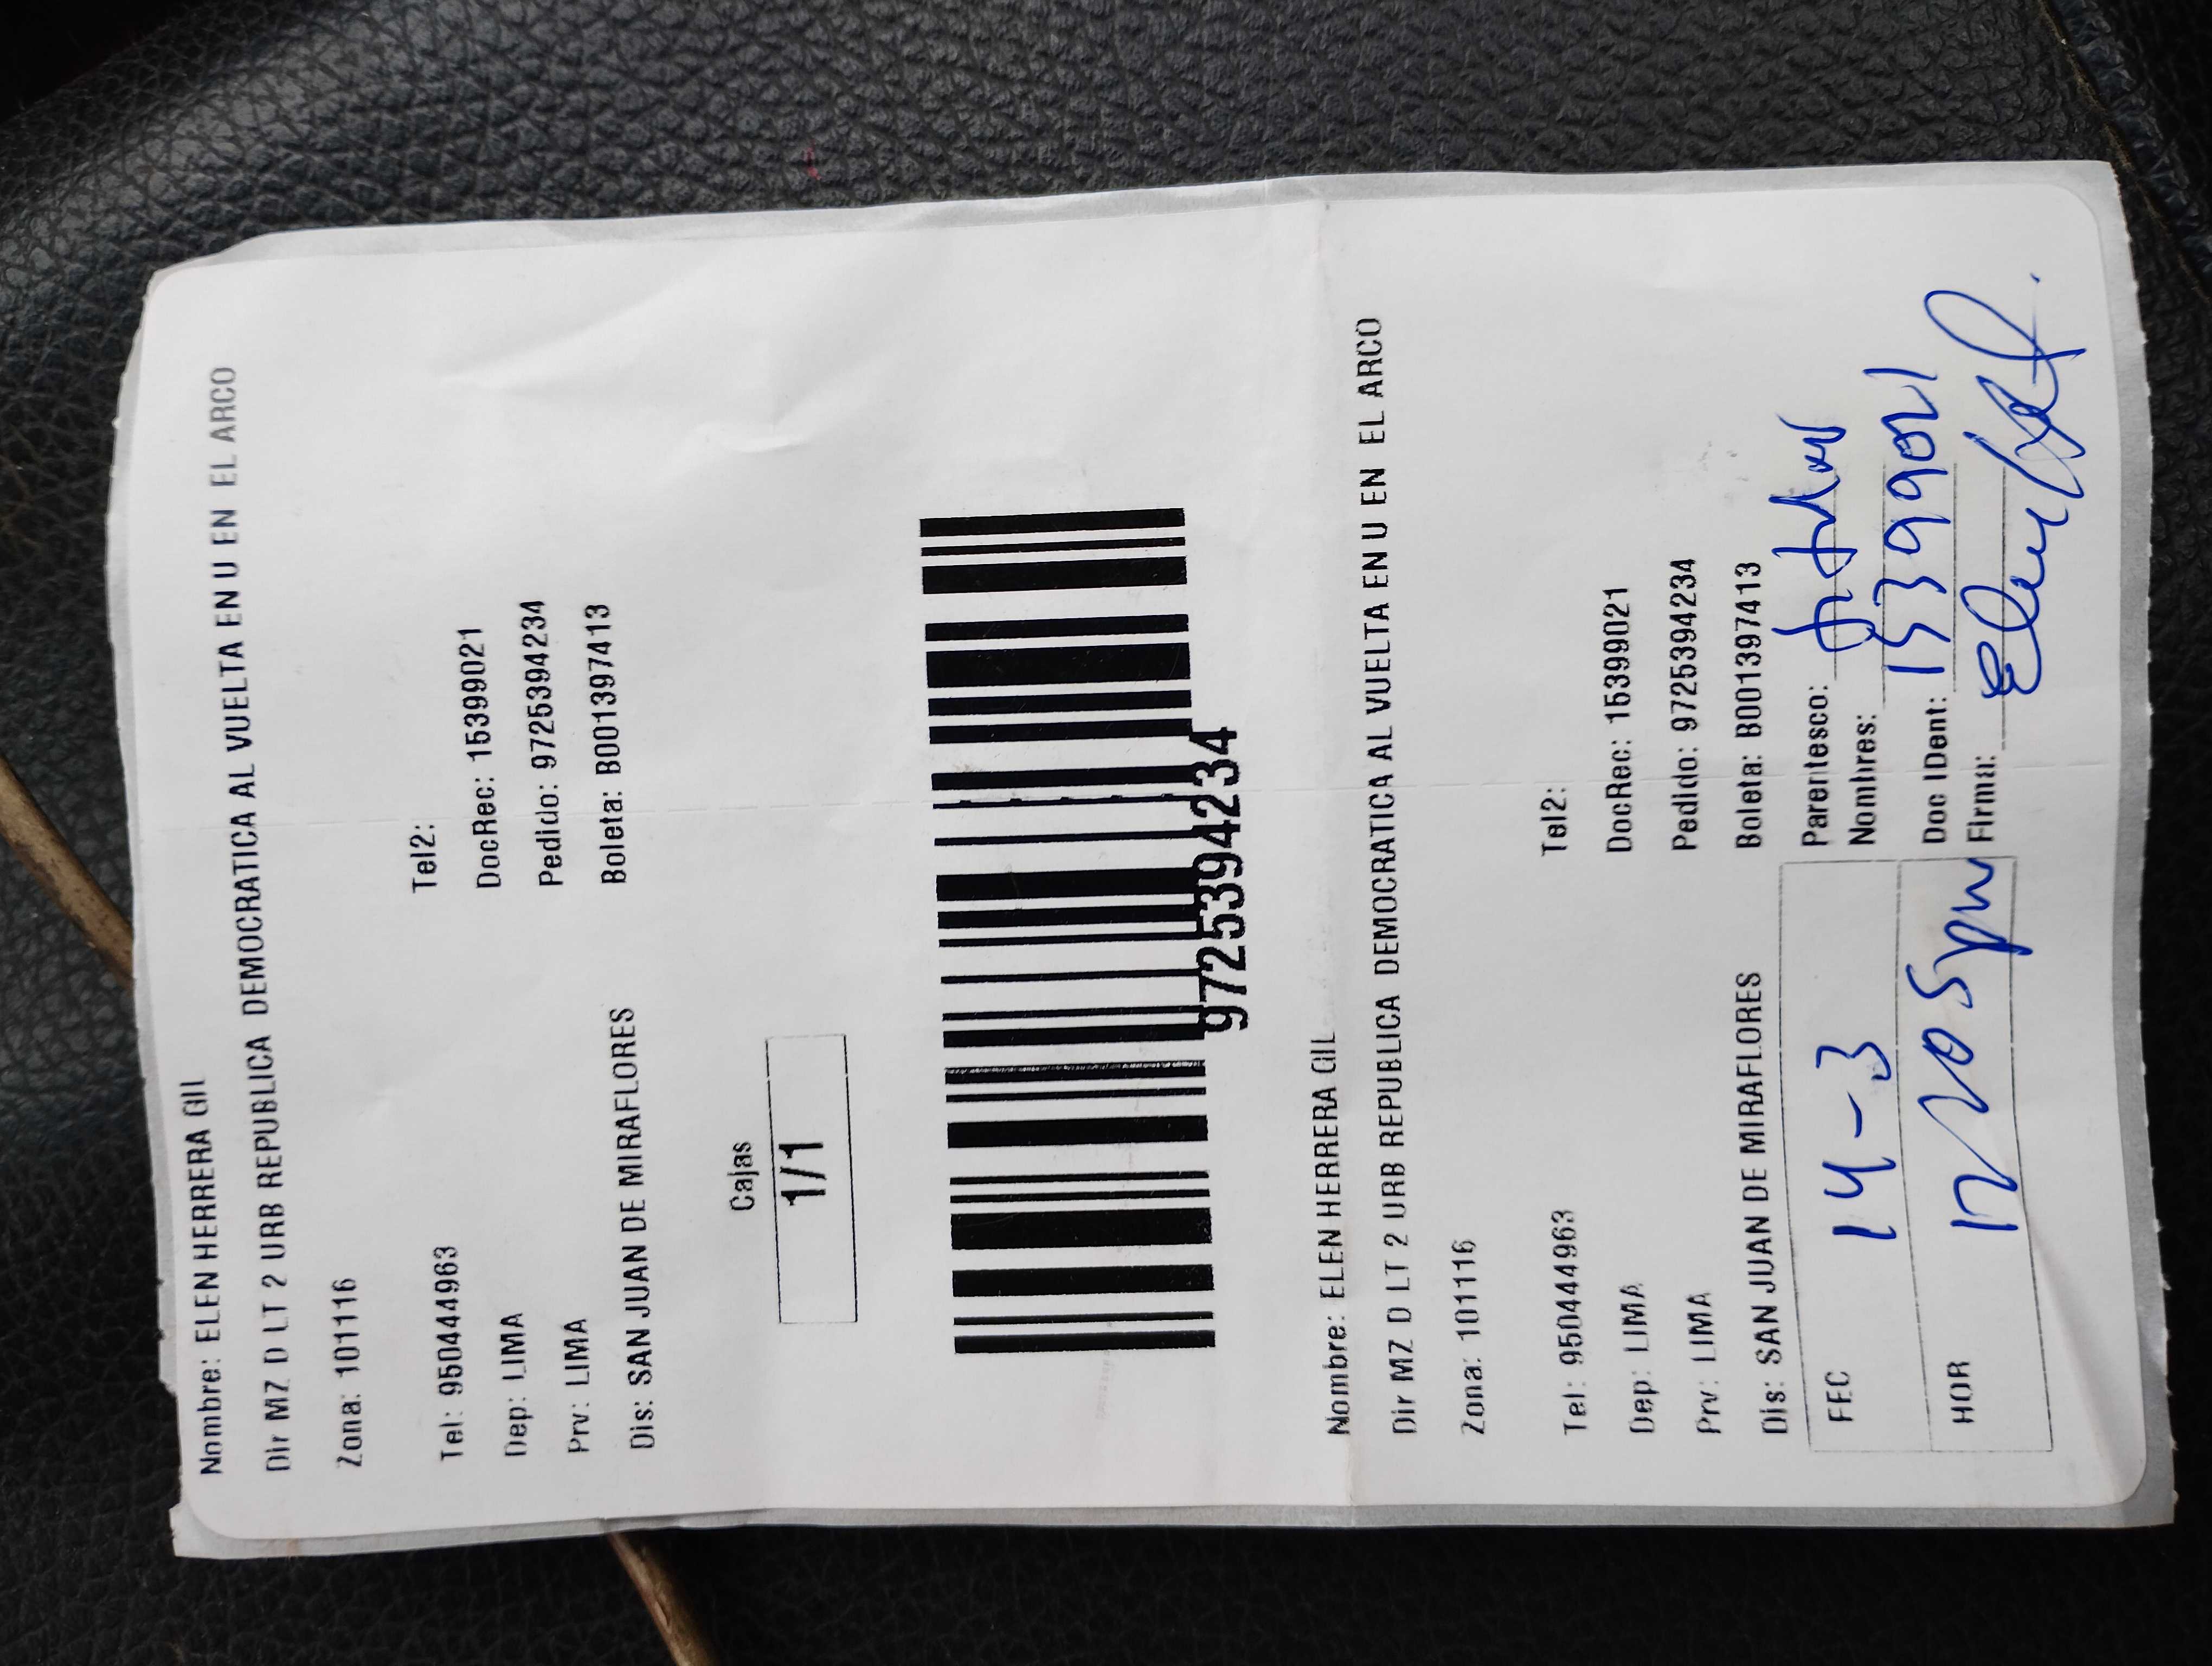 Nombre: ELEN HERRERA GIL
Dir MZ D LT 2 URB REPUBLICA DEMOCRATICA AL VUELTA EN U EN EL ARCO
Zona: 101116
Tel: 950444963 Tel2:
Dep: LIMA DocRec: 15399021
Prv: LIMA Pedido: 9725394234
Dis: SAN JUAN DE MIRAFLORES Boleta: B001397413
Cajas
1/1
9725394234
Nombre: ELEN HERRERA GIL
Dir MZ D LT 2 URB REPUBLICA DEMOCRATICA AL VUELTA EN U EN EL ARCO
Zona: 101116
Tel: 950444963 Tel2:
Dep: LIMA DocRec: 15399021
Prv: LIMA Pedido: 9725394234
Dis: SAN JUAN DE MIRAFLORES Boleta: B001397413
FEC 14-3 Parentesco:
Nombres:
HOR Doc IDent: 15399021
Firma: